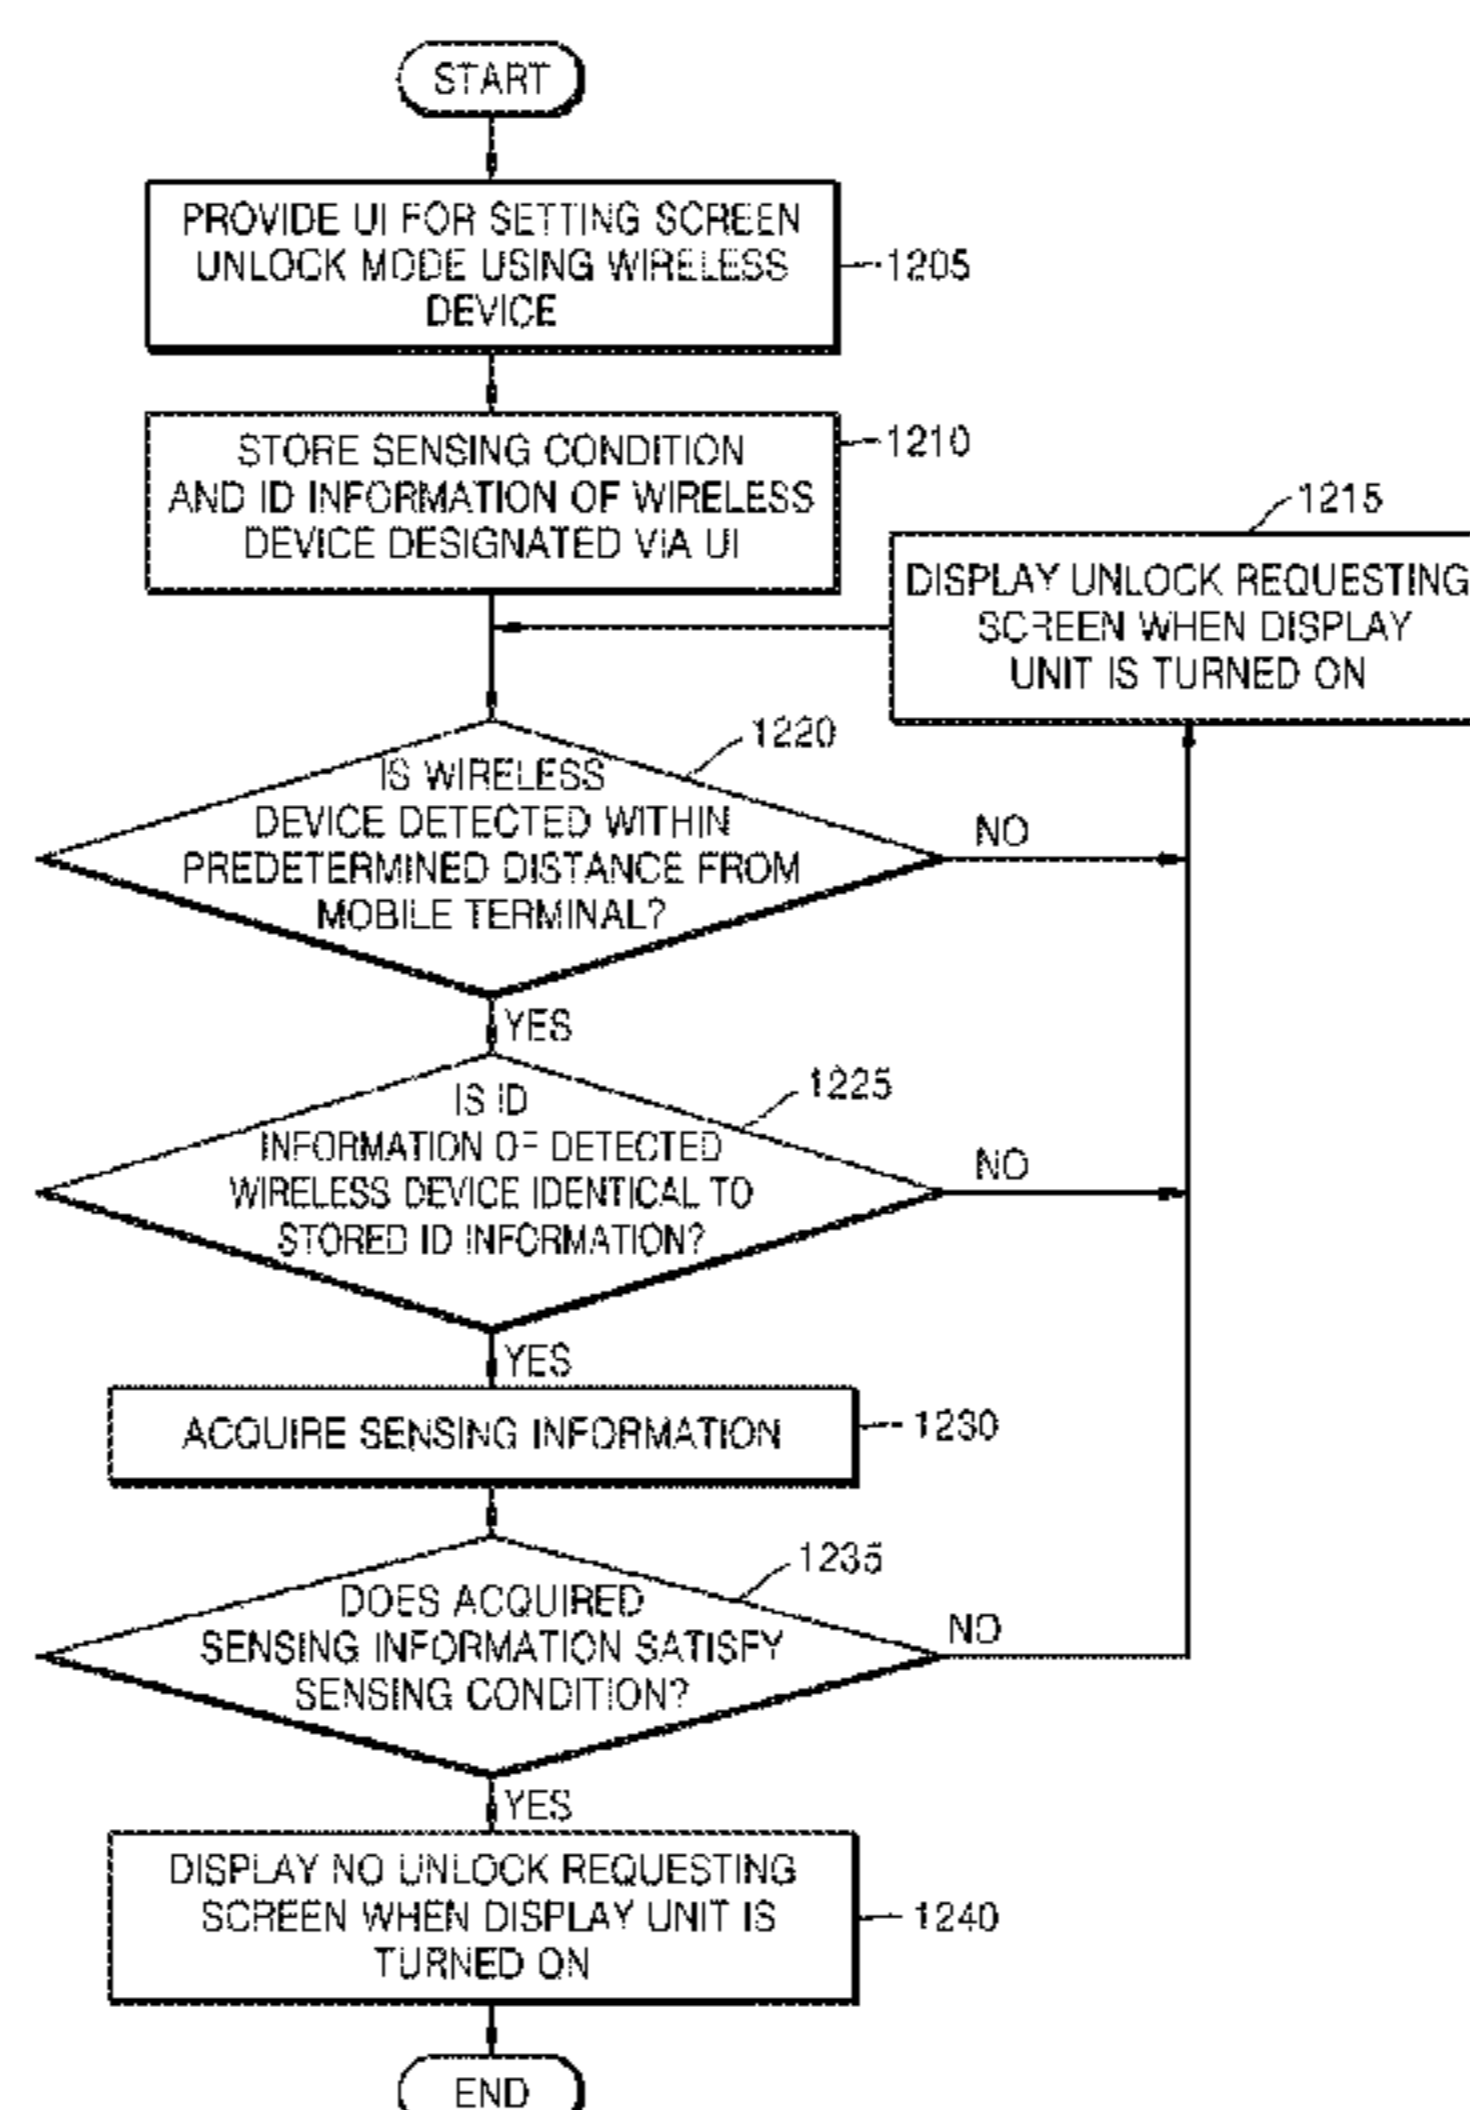 START
PROVIDE UI FOR SETTING SCREEN
UNLOCK MODE USING WIRELESS
DEVICE
1205
STORE SENSING CONDITION
AND ID INFORMATION OF WIRELESS
DEVICE DESIGNATED VIA UI
1210
1215
DISPLAY UNLOCK REQUESTING
SCREEN WHEN DISPLAY
UNIT IS TURNED ON
1220
IS WIRELESS
DEVICE DETECTED WITHIN
PREDETERMINED DISTANCE FROM
MOBILE TERMINAL?
NO
YES
1225
IS ID
INFORMATION OF DETECTED
WIRELESS DEVICE IDENTICAL TO
STORED ID INFORMATION?
NO
YES
ACQUIRE SENSING INFORMATION
1230
1235
DOES ACQUIRED
SENSING INFORMATION SATISFY
SENSING CONDITION?
NO
YES
DISPLAY NO UNLOCK REQUESTING
SCREEN WHEN DISPLAY UNIT IS
TURNED ON
1240
END